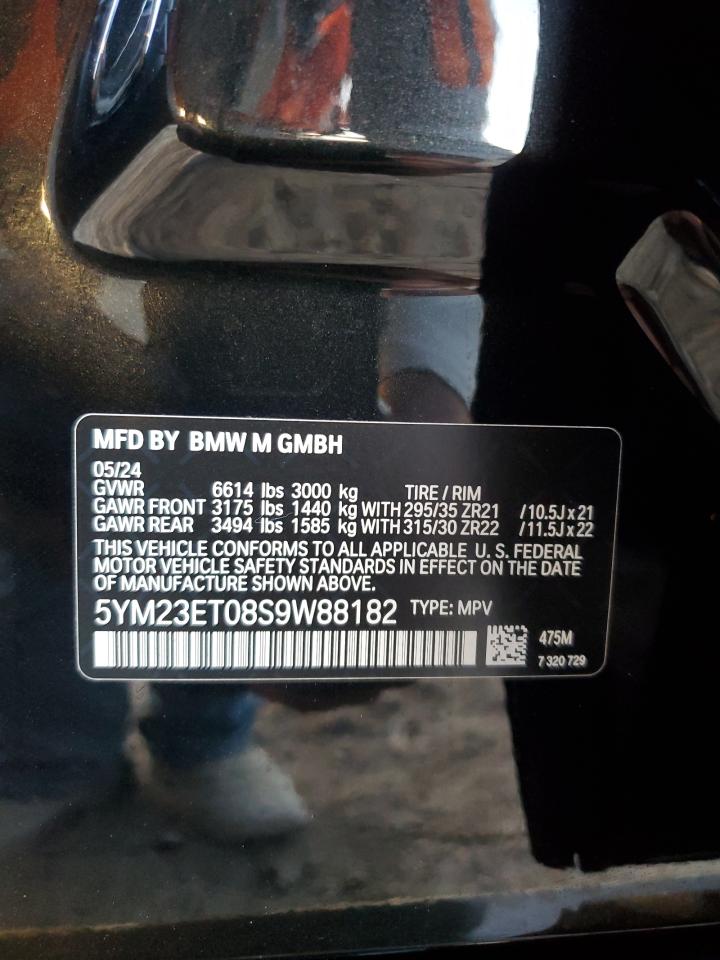 MFD BY BMW M GMBH
05/24
GVWR 6614 lbs 3000 kg TIRE / RIM
GAWR FRONT 3175 lbs 1440 kg WITH 295/35 ZR21 /10.5J x 21
GAWR REAR 3494 lbs 1585 kg WITH 315/30 ZR22 /11.5J x 22
THIS VEHICLE CONFORMS TO ALL APPLICABLE U. S. FEDERAL
MOTOR VEHICLE SAFETY STANDARDS IN EFFECT ON THE DATE
OF MANUFACTURE SHOWN ABOVE.
5YM23ET08S9W88182 TYPE: MPV
475M
7 320 729